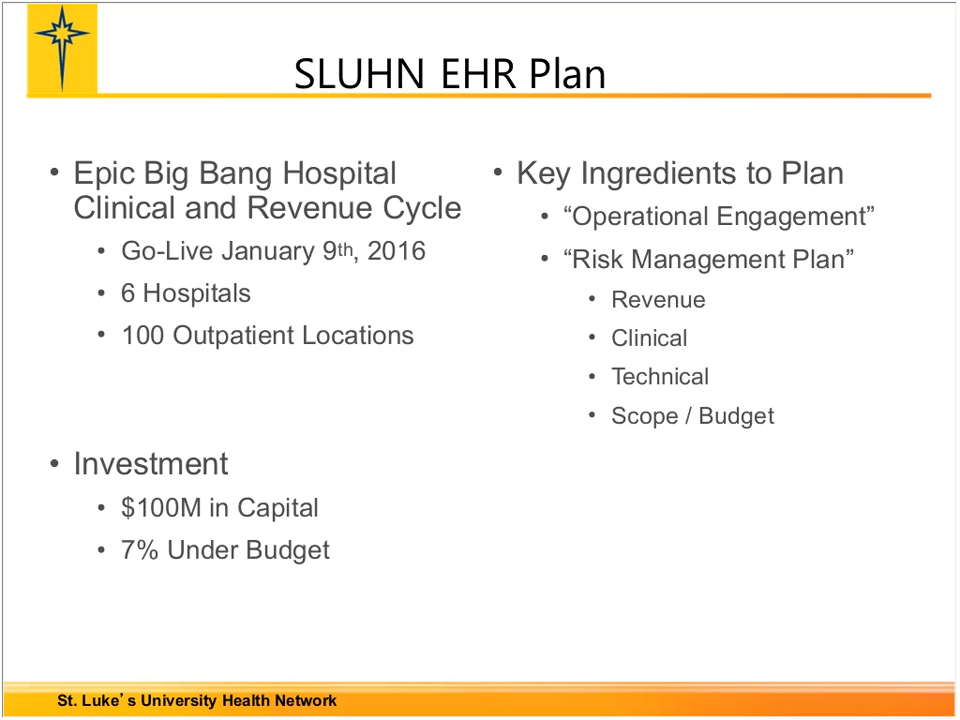 SLUHN EHR Plan
• Epic Big Bang Hospital
Clinical and Revenue Cycle
• Go-Live January 9th, 2016
• 6 Hospitals
• 100 Outpatient Locations
• Investment
• $100M in Capital
• 7% Under Budget
• Key Ingredients to Plan
• “Operational Engagement”
• “Risk Management Plan”
• Revenue
• Clinical
• Technical
• Scope / Budget
St. Luke’s University Health Network